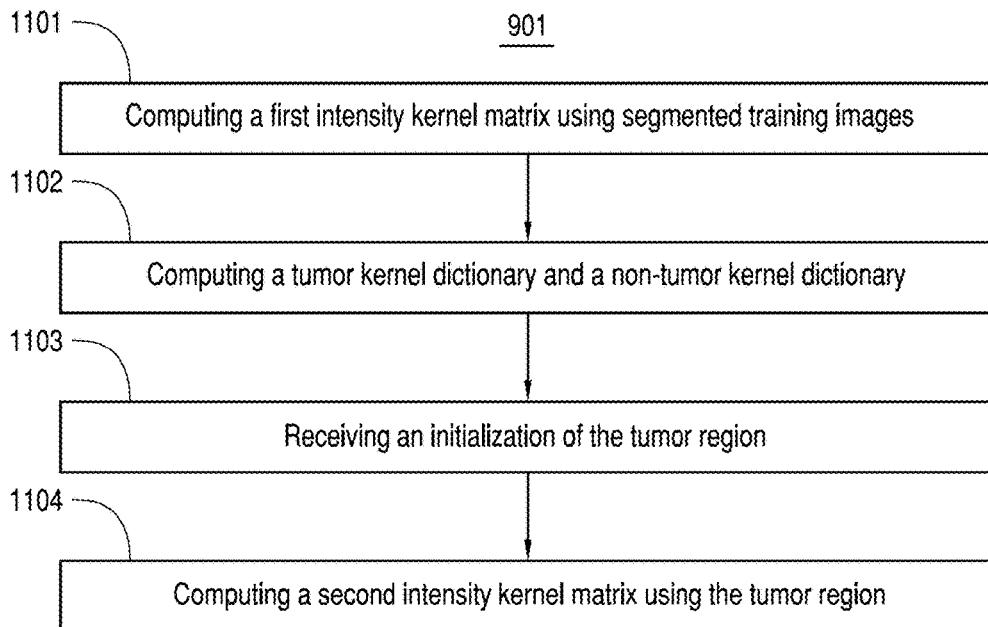 1101
901
Computing a first intensity kernel matrix using segmented training images
1102
Computing a tumor kernel dictionary and a non-tumor kernel dictionary
1103
Receiving an initialization of the tumor region
1104
Computing a second intensity kernel matrix using the tumor region